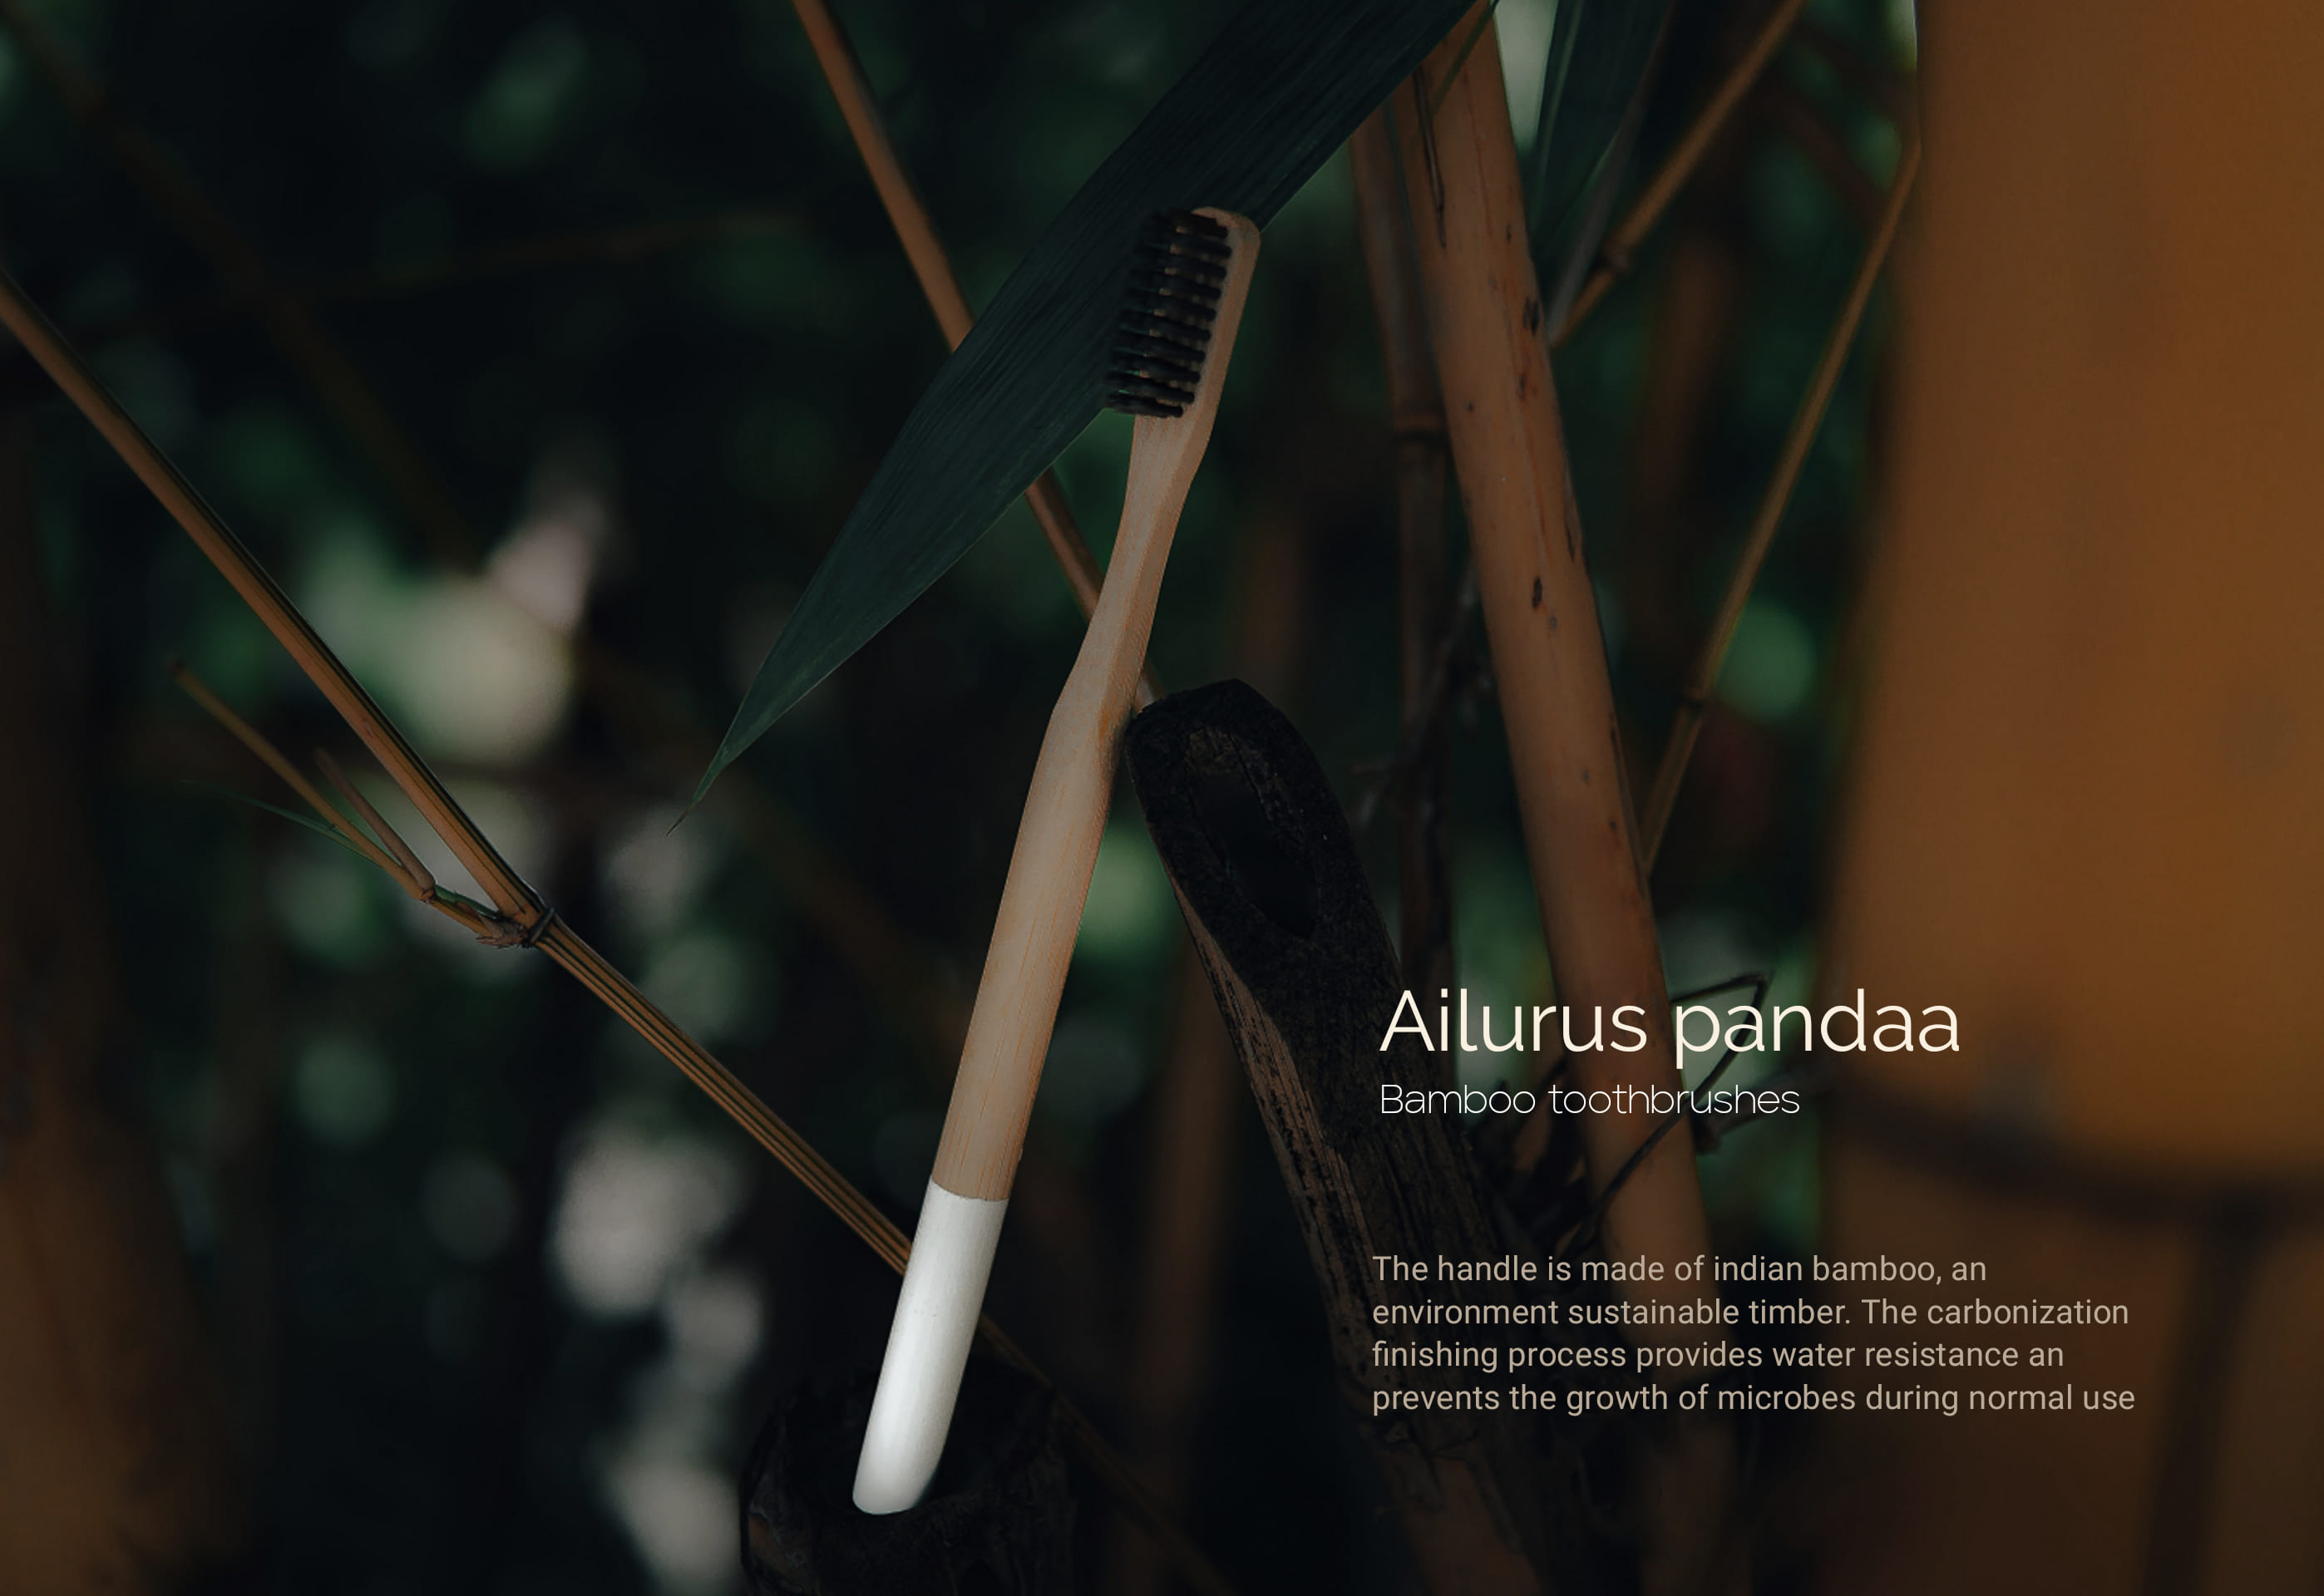 Ailurus pandaa
Bamboo toothbrushes
The handle is made of indian bamboo, an
environment sustainable timber. The carbonization
finishing process provides water resistance an
prevents the growth of microbes during normal use